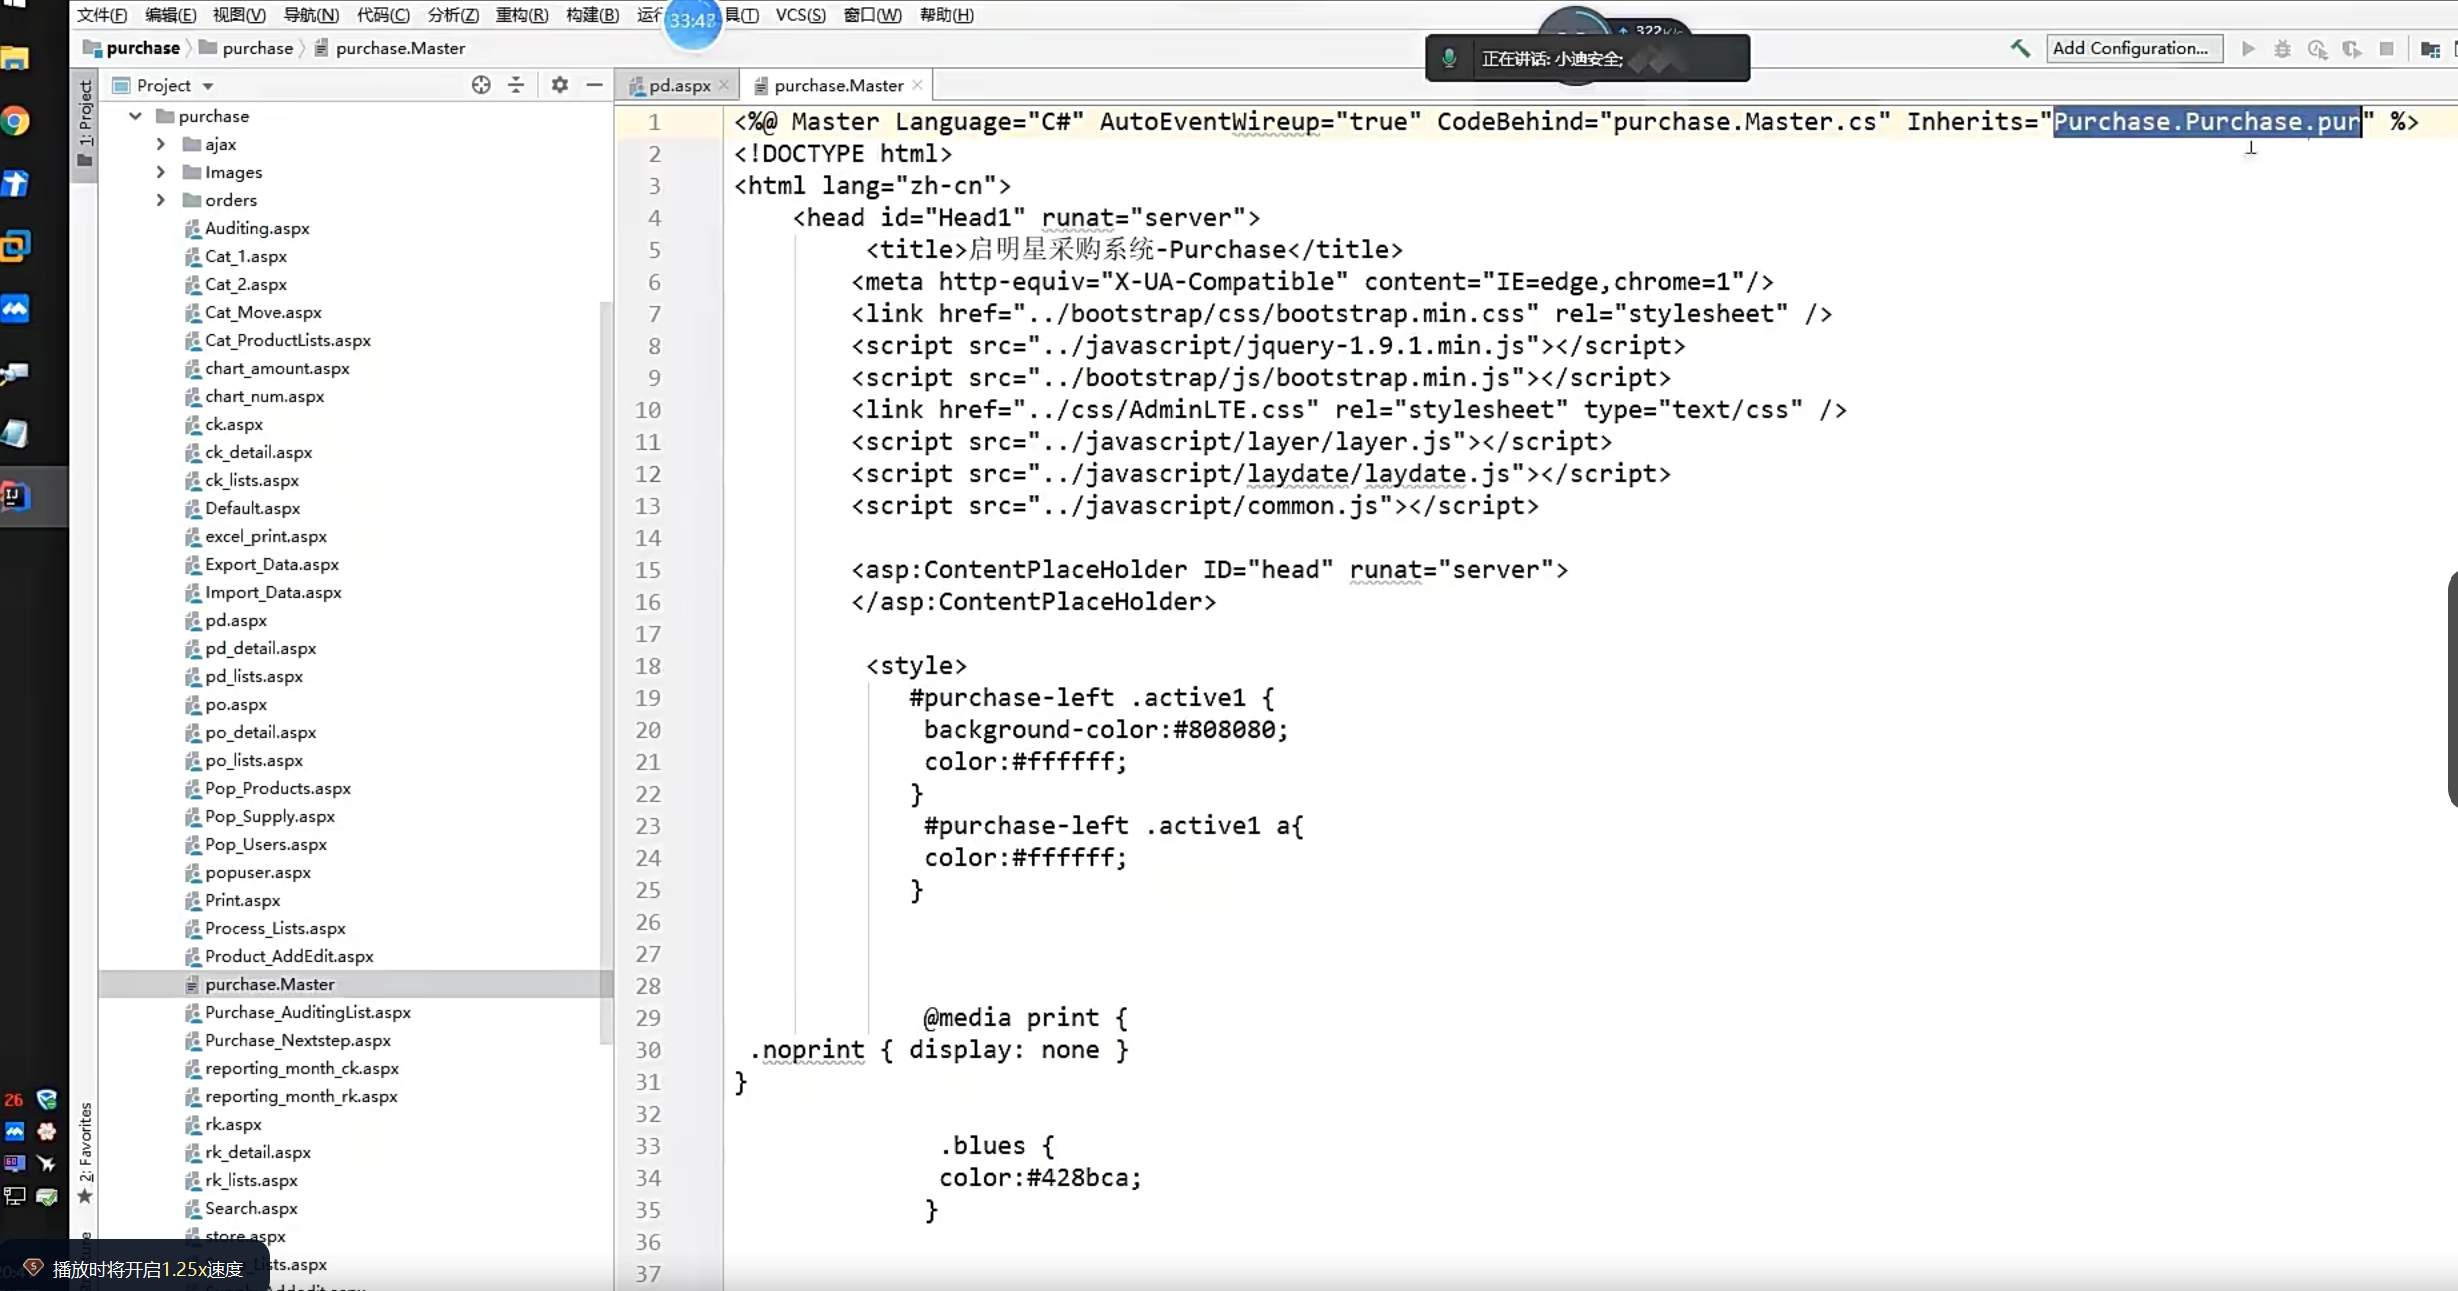 文件(F) 编辑(E) 视图(V) 导航(N) 代码(C) 分析(Z) 重构(R) 构建(B) 运行 33:48 具(T) VCS(S) 窗口(W) 帮助(H)
322K/s
正在讲话: 小迪安全;
purchase purchase purchase.Master
Add Configuration...
Project
pd.aspx
purchase.Master
1: Project
purchase
ajax
Images
orders
Auditing.aspx
Cat_1.aspx
Cat_2.aspx
Cat_Move.aspx
Cat_ProductLists.aspx
chart_amount.aspx
chart_num.aspx
ck.aspx
ck_detail.aspx
ck_lists.aspx
Default.aspx
excel_print.aspx
Export_Data.aspx
Import_Data.aspx
pd.aspx
pd_detail.aspx
pd_lists.aspx
po.aspx
po_detail.aspx
po_lists.aspx
Pop_Products.aspx
Pop_Supply.aspx
Pop_Users.aspx
popuser.aspx
Print.aspx
Process_Lists.aspx
Product_AddEdit.aspx
purchase.Master
Purchase_AuditingList.aspx
Purchase_Nextstep.aspx
reporting_month_ck.aspx
reporting_month_rk.aspx
rk.aspx
rk_detail.aspx
rk_lists.aspx
Search.aspx
store.aspx
Lists.aspx
2: Favorites
26
60
播放时将开启1.25x速度
1 <%@ Master Language="C#" AutoEventWireup="true" CodeBehind="purchase.Master.cs" Inherits="Purchase.Purchase.pur" %>
2 <!DOCTYPE html>
3 <html lang="zh-cn">
4 <head id="Head1" runat="server">
5 <title>启明星采购系统-Purchase</title>
6 <meta http-equiv="X-UA-Compatible" content="IE=edge,chrome=1"/>
7 <link href="../bootstrap/css/bootstrap.min.css" rel="stylesheet" />
8 <script src="../javascript/jquery-1.9.1.min.js"></script>
9 <script src="../bootstrap/js/bootstrap.min.js"></script>
10 <link href="../css/AdminLTE.css" rel="stylesheet" type="text/css" />
11 <script src="../javascript/layer/layer.js"></script>
12 <script src="../javascript/laydate/laydate.js"></script>
13 <script src="../javascript/common.js"></script>
14
15 <asp:ContentPlaceHolder ID="head" runat="server">
16 </asp:ContentPlaceHolder>
17
18 <style>
19 #purchase-left .active1 {
20 background-color:#808080;
21 color:#ffffff;
22 }
23 #purchase-left .active1 a{
24 color:#ffffff;
25 }
26
27
28
29 @media print {
30 .noprint { display: none }
31 }
32
33 .blues {
34 color:#428bca;
35 }
36
37